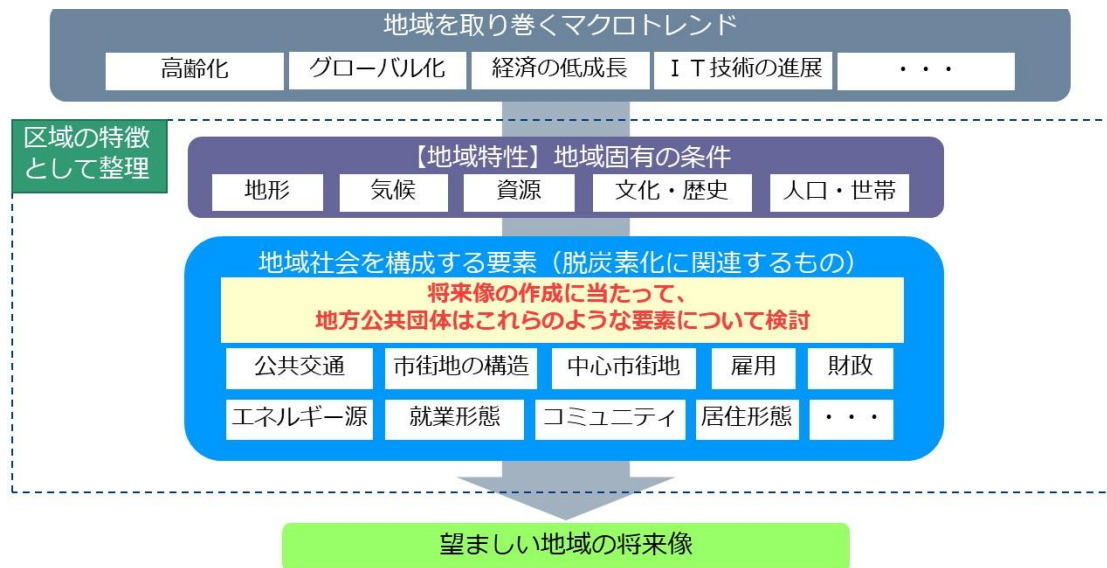 地域を取り巻くマクロトレンド
高齢化
グローバル化
経済の低成長
ＩＴ技術の進展
・・・
区域の特徴
として整理
【地域特性】地域固有の条件
地形
気候
資源
文化・歴史
人口・世帯
地域社会を構成する要素（脱炭素化に関連するもの）
将来像の作成に当たって、
地方公共団体はこれらのような要素について検討
公共交通
市街地の構造
中心市街地
雇用
財政
エネルギー源
就業形態
コミュニティ
居住形態
・・・
望ましい地域の将来像